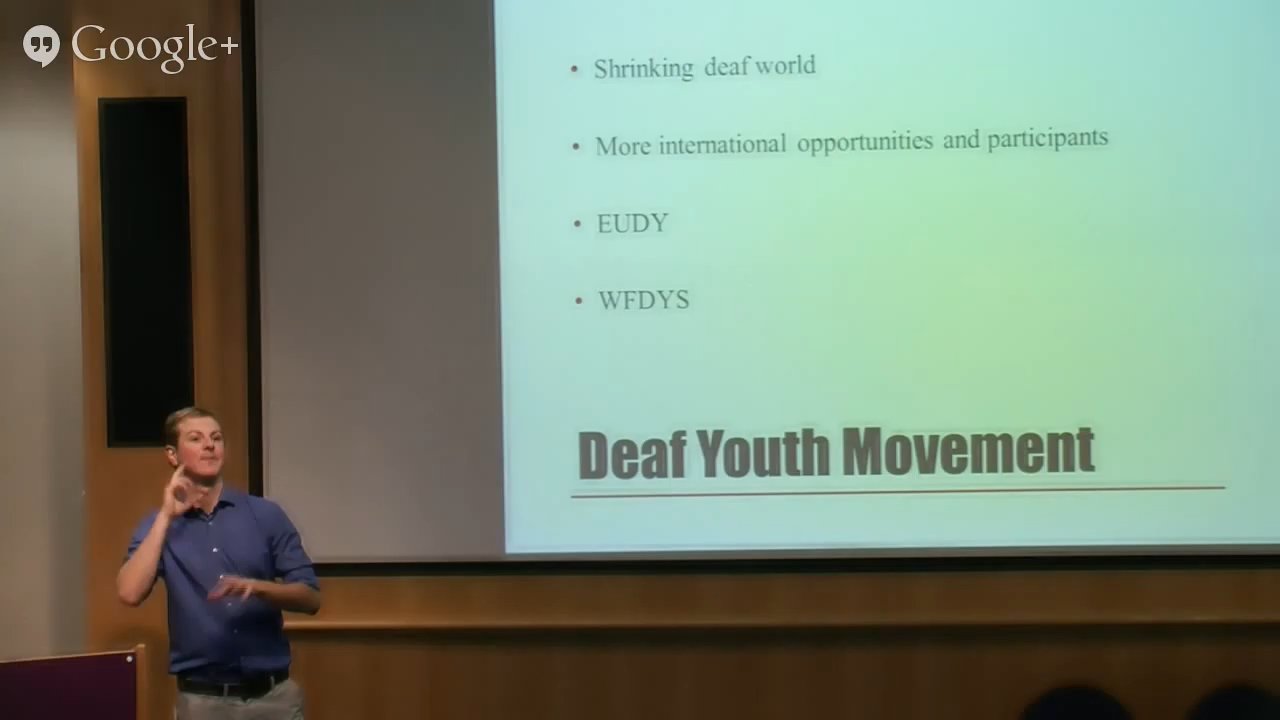 Google+
• Shrinking deaf world
• More international opportunities and participants
• EUDY
• WFDYS
Deaf Youth Movement